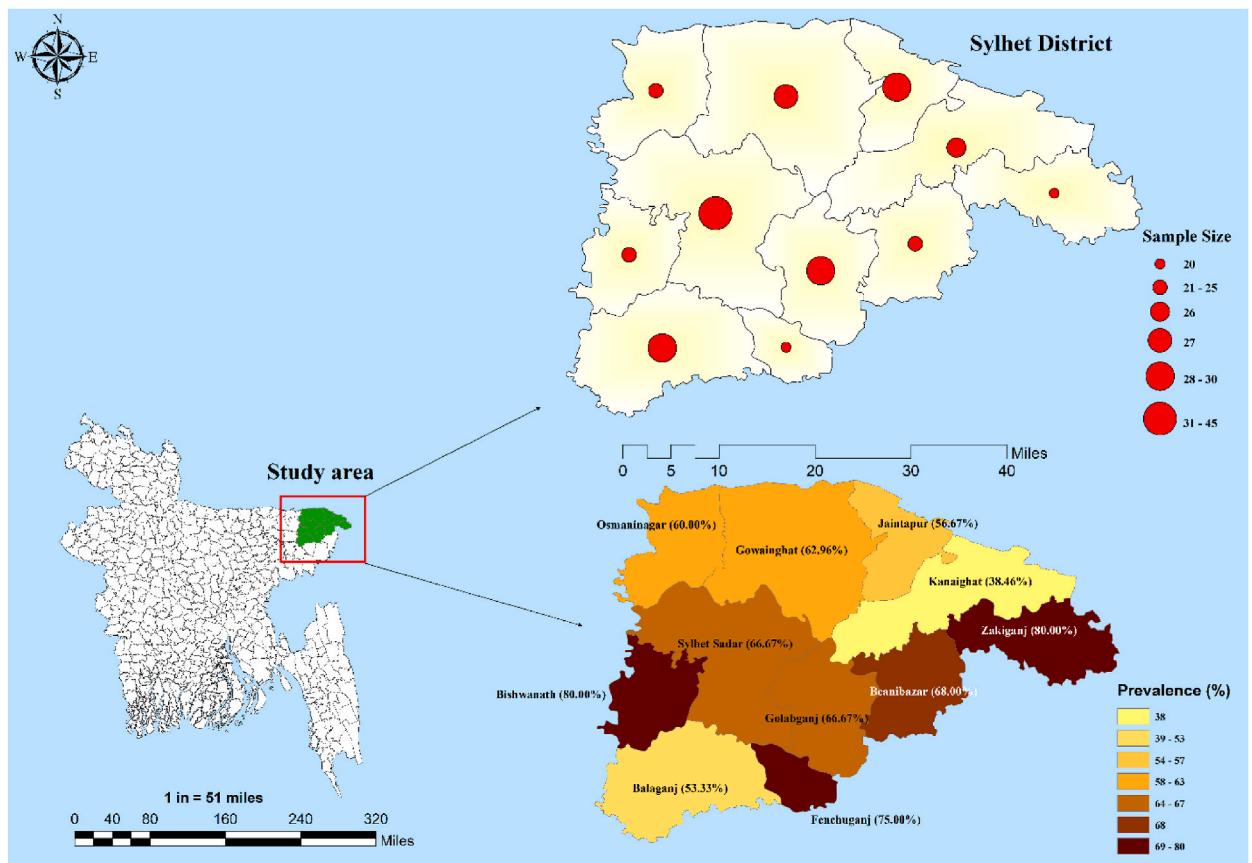 N
W E
S
Sylhet District
Sample Size
20
21 - 25
26
27
28 - 30
31 - 45
0 5 10 20 30 40
Miles
Study area
Osmaninagar (60.00%)
Gowainghat (62.96%)
Jaintapur (56.67%)
Kanaighat (38.46%)
Zakiganj (80.00%)
Sylhet Sadar (66.67%)
Bishwanath (80.00%)
Beanibazar (68.00%)
Golabganj (66.67%)
Balaganj (53.33%)
Fenchuganj (75.00%)
Prevalence (%)
38
39 - 53
54 - 57
58 - 63
64 - 67
68
69 - 80
1 in = 51 miles
0 40 80 160 240 320
Miles